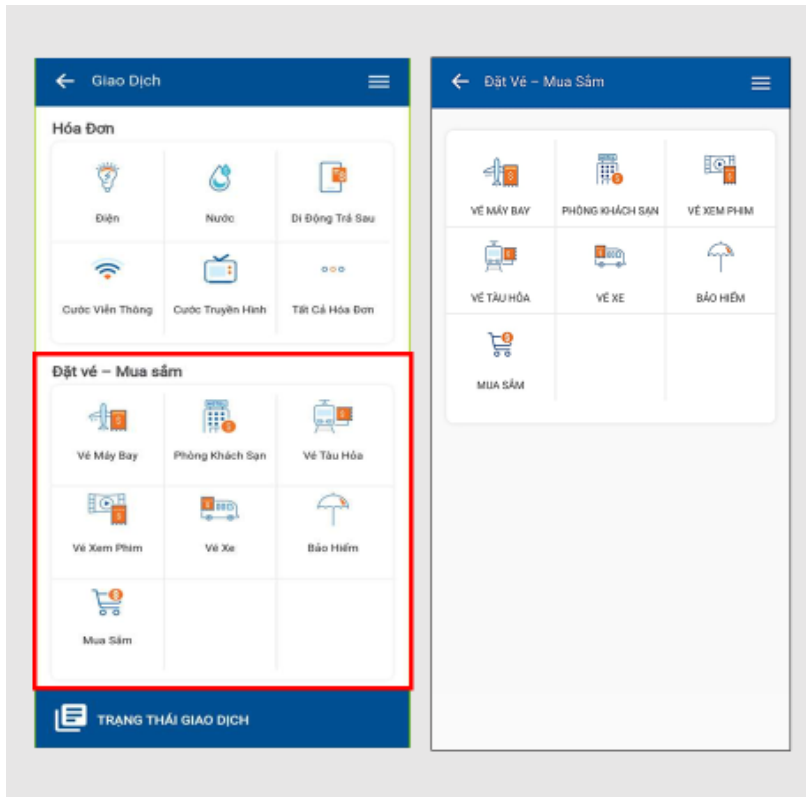 Giao Dịch
Hóa Đơn
Điện
Nước
Di Động Trả Sau
Cước Viễn Thông
Cước Truyền Hình
Tất Cả Hóa Đơn
Đặt vé – Mua sắm
Vé Máy Bay
Phòng Khách Sạn
Vé Tàu Hỏa
Vé Xem Phim
Vé Xe
Bảo Hiểm
Mua Sắm
TRẠNG THÁI GIAO DỊCH
Đặt Vé – Mua Sắm
VÉ MÁY BAY
PHÒNG KHÁCH SẠN
VÉ XEM PHIM
VÉ TÀU HỎA
VÉ XE
BẢO HIỂM
MUA SẮM